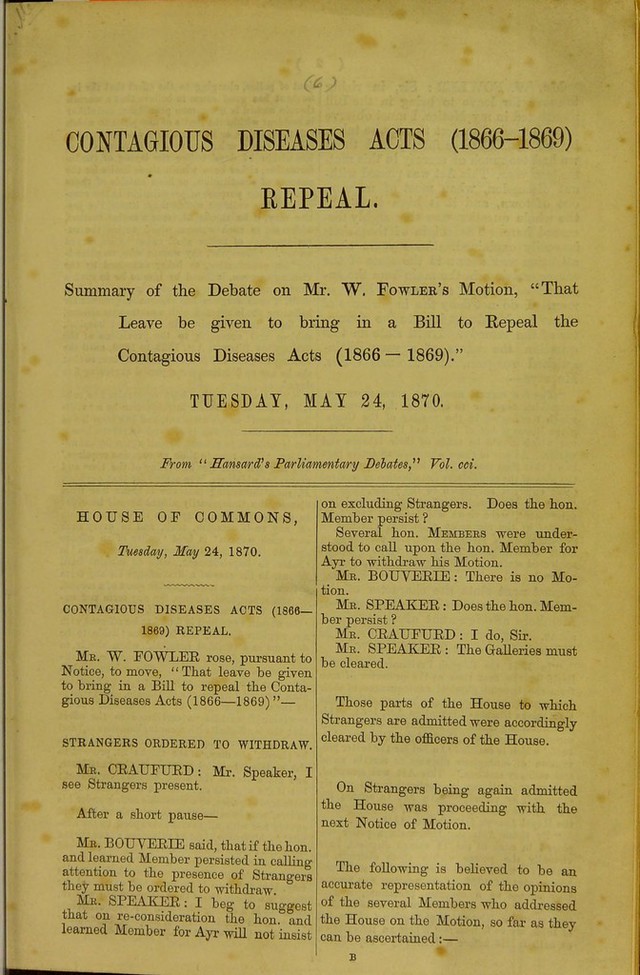 (6)
CONTAGIOUS DISEASES ACTS (1866-1869)
REPEAL.
Summary of the Debate on Mr. W. FOWLER'S Motion, "That
Leave be given to bring in a Bill to Repeal the
Contagious Diseases Acts (1866 — 1869)."
TUESDAY, MAY 24, 1870.
From "Hansard's Parliamentary Debates," Vol. cci.
HOUSE OF COMMONS,
Tuesday, May 24, 1870.
CONTAGIOUS DISEASES ACTS (1866—
1869) REPEAL.
MR. W. FOWLER rose, pursuant to
Notice, to move, "That leave be given
to bring in a Bill to repeal the Conta-
gious Diseases Acts (1866—1869)"—
STRANGERS ORDERED TO WITHDRAW.
MR. CRAUFURD: Mr. Speaker, I
see Strangers present.
After a short pause—
MR. BOUVERIE said, that if the hon.
and learned Member persisted in calling
attention to the presence of Strangers
they must be ordered to withdraw.
MR. SPEAKER: I beg to suggest
that on re-consideration the hon. and
learned Member for Ayr will not insist
on excluding Strangers. Does the hon.
Member persist?
Several hon. MEMBERS were under-
stood to call upon the hon. Member for
Ayr to withdraw his Motion.
MR. BOUVERIE: There is no Mo-
tion.
MR. SPEAKER: Does the hon. Mem-
ber persist?
MR. CRAUFURD: I do, Sir.
MR. SPEAKER: The Galleries must
be cleared.
Those parts of the House to which
Strangers are admitted were accordingly
cleared by the officers of the House.
On Strangers being again admitted
the House was proceeding with the
next Notice of Motion.
The following is believed to be an
accurate representation of the opinions
of the several Members who addressed
the House on the Motion, so far as they
can be ascertained:—
B